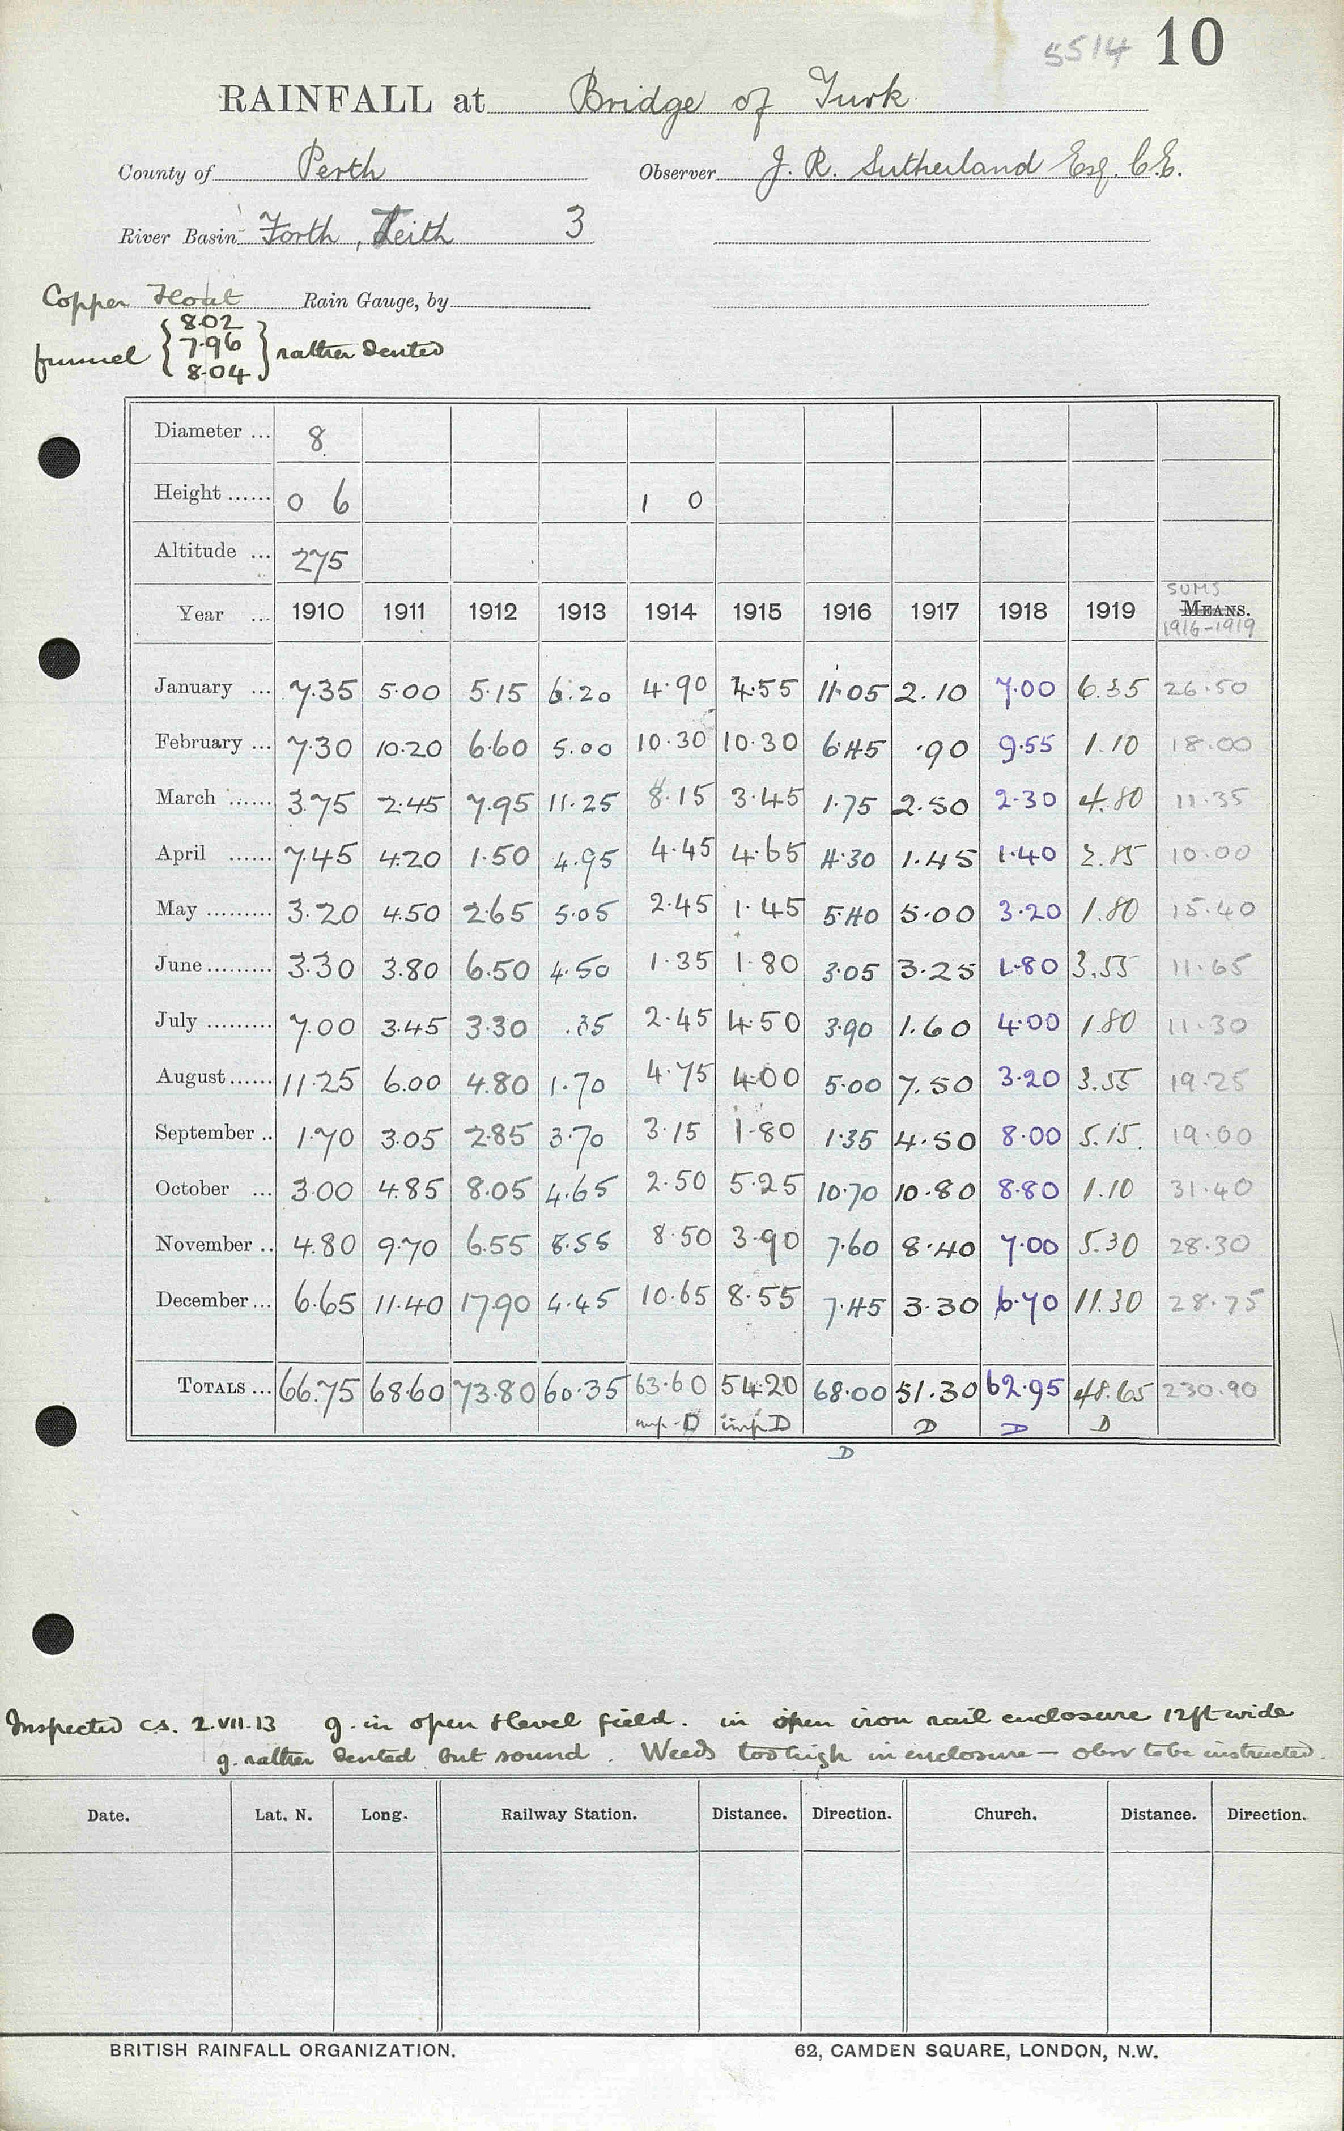 5514 10
RAINFALL at Bridge of Turk
County of Perth Observer J. R. Sutherland Esq. C.E.
River Basin Forth, Teith 3
Copper Float Rain Gauge, by
funnel { 8.02 7.96 8.04 } rather dented
Diameter ... 8
Height ...... 0 6 1 0
Altitude ... 275
Year ... 1910 1911 1912 1913 1914 1915 1916 1917 1918 1919 SUMS MEANS. 1916-1919
January ... 7.35 5.00 5.15 6.20 4.90 4.55 11.05 2.10 7.00 6.35 26.50
February ... 7.30 10.20 6.60 5.00 10.30 10.30 6.45 .90 9.55 1.10 18.00
March ...... 3.75 2.45 7.95 11.25 8.15 3.45 1.75 2.50 2.30 4.80 11.35
April ...... 7.45 4.20 1.50 4.95 4.45 4.65 4.30 1.45 1.40 2.85 10.00
May ......... 3.20 4.50 2.65 5.05 2.45 1.45 5.40 5.00 3.20 1.80 15.40
June ......... 3.30 3.80 6.50 4.50 1.35 1.80 3.05 3.25 1.80 3.55 11.65
July ......... 7.00 3.45 3.30 .35 2.45 4.50 3.90 1.60 4.00 1.80 11.30
August ...... 11.25 6.00 4.80 1.70 4.75 4.00 5.00 7.50 3.20 3.55 19.25
September .. 1.70 3.05 2.85 3.70 3.15 1.80 1.35 4.50 8.00 5.15 19.00
October ... 3.00 4.85 8.05 4.65 2.50 5.25 10.70 10.80 8.80 1.10 31.40
November .. 4.80 9.70 6.55 8.55 8.50 3.90 7.60 8.40 7.00 5.30 28.30
December ... 6.65 11.40 17.90 4.45 10.65 8.55 7.45 3.30 6.70 11.30 28.75
TOTALS ... 66.75 68.60 73.80 60.35 63.60 54.20 68.00 51.30 62.95 48.65 230.90
imp. D imp D D D D
D
Inspected C.S. 2.VII.13 g. in open & level field. in open iron rail enclosure 12ft wide
g. rather dented but sound. Weeds too high in enclosure — obsr to be instructed.
Date. Lat. N. Long. Railway Station. Distance. Direction. Church. Distance. Direction.
BRITISH RAINFALL ORGANIZATION. 62, CAMDEN SQUARE, LONDON, N.W.